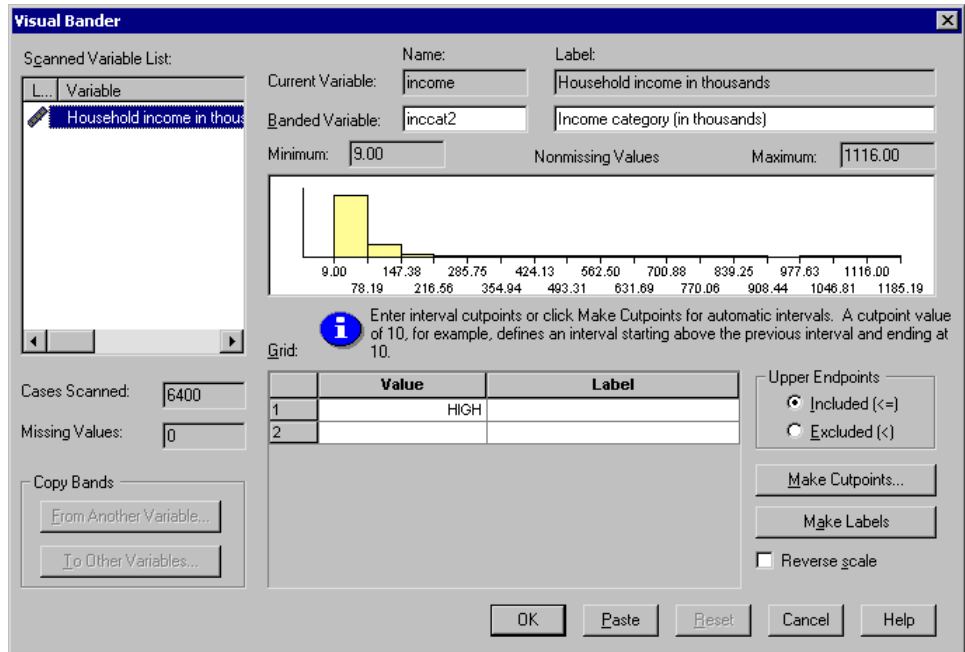 Visual Bander
Scanned Variable List:
L... Variable
Household income in thous
Name: Label:
Current Variable: income Household income in thousands
Banded Variable: inccat2 Income category (in thousands)
Minimum: 9.00 Nonmissing Values Maximum: 1116.00
9.00 147.38 285.75 424.13 562.50 700.88 839.25 977.63 1116.00
78.19 216.56 354.94 493.31 631.69 770.06 908.44 1046.81 1185.19
Enter interval cutpoints or click Make Cutpoints for automatic intervals. A cutpoint value
of 10, for example, defines an interval starting above the previous interval and ending at
10.
Grid:
Value Label
1 HIGH
2
Cases Scanned: 6400
Missing Values: 0
Copy Bands
From Another Variable...
To Other Variables...
Upper Endpoints
Included (<=)
Excluded (<)
Make Cutpoints...
Make Labels
Reverse scale
OK Paste Reset Cancel Help